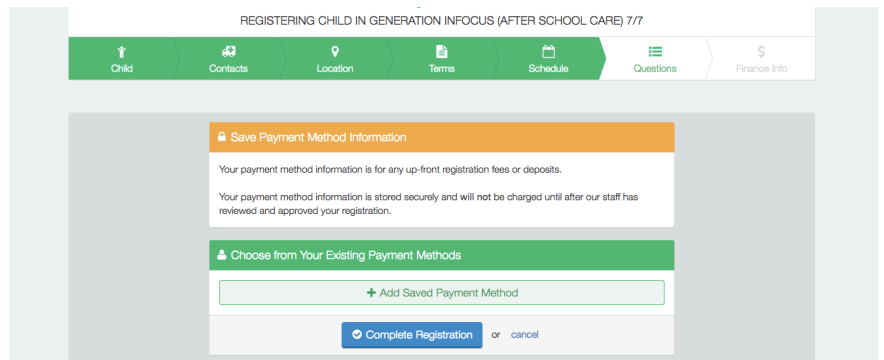 REGISTERING CHILD IN GENERATION INFOCUS (AFTER SCHOOL CARE) 7/7
Child
Contacts
Location
Terms
Schedule
Questions
$
Finance Info
Save Payment Method Information
Your payment method information is for any up-front registration fees or deposits.
Your payment method information is stored securely and will not be charged until after our staff has
reviewed and approved your registration.
Choose from Your Existing Payment Methods
+ Add Saved Payment Method
Complete Registration or cancel